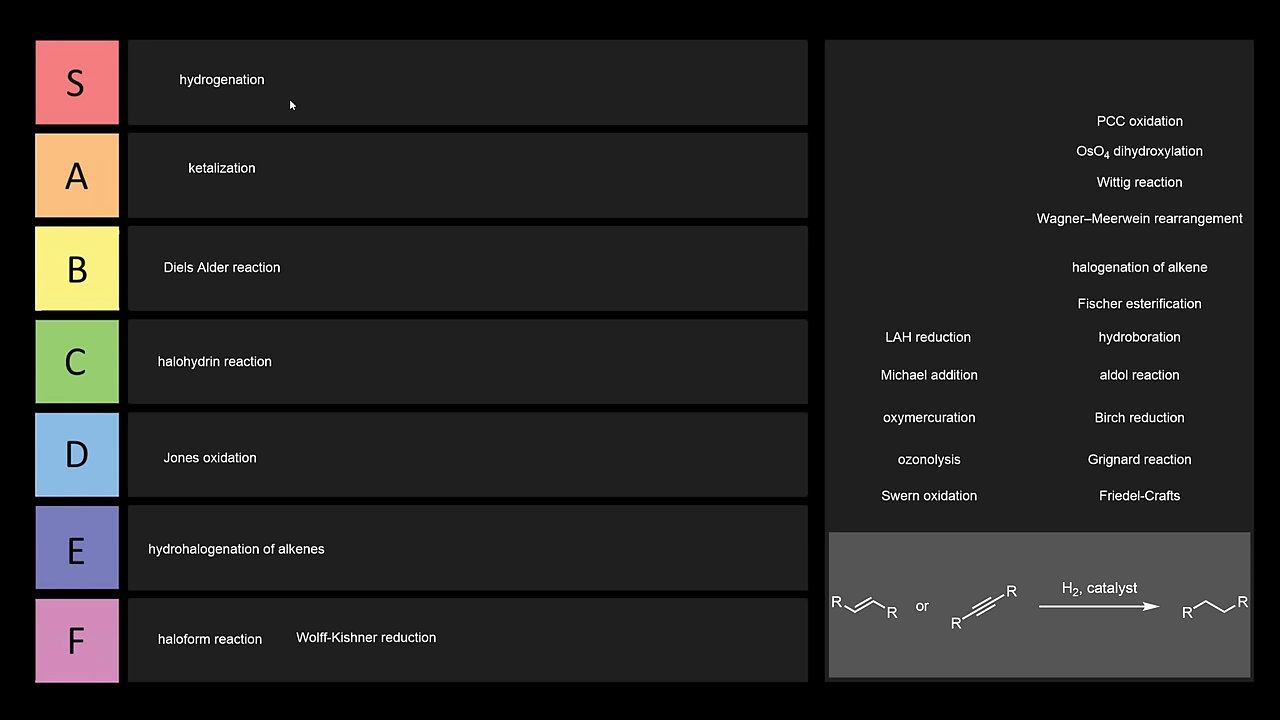 S
hydrogenation
A
ketalization
B
Diels Alder reaction
C
halohydrin reaction
D
Jones oxidation
E
hydrohalogenation of alkenes
F
haloform reaction Wolff-Kishner reduction
PCC oxidation
OsO₄ dihydroxylation
Wittig reaction
Wagner–Meerwein rearrangement
halogenation of alkene
Fischer esterification
LAH reduction hydroboration
Michael addition aldol reaction
oxymercuration Birch reduction
ozonolysis Grignard reaction
Swern oxidation Friedel-Crafts
R R or R R H₂, catalyst R R